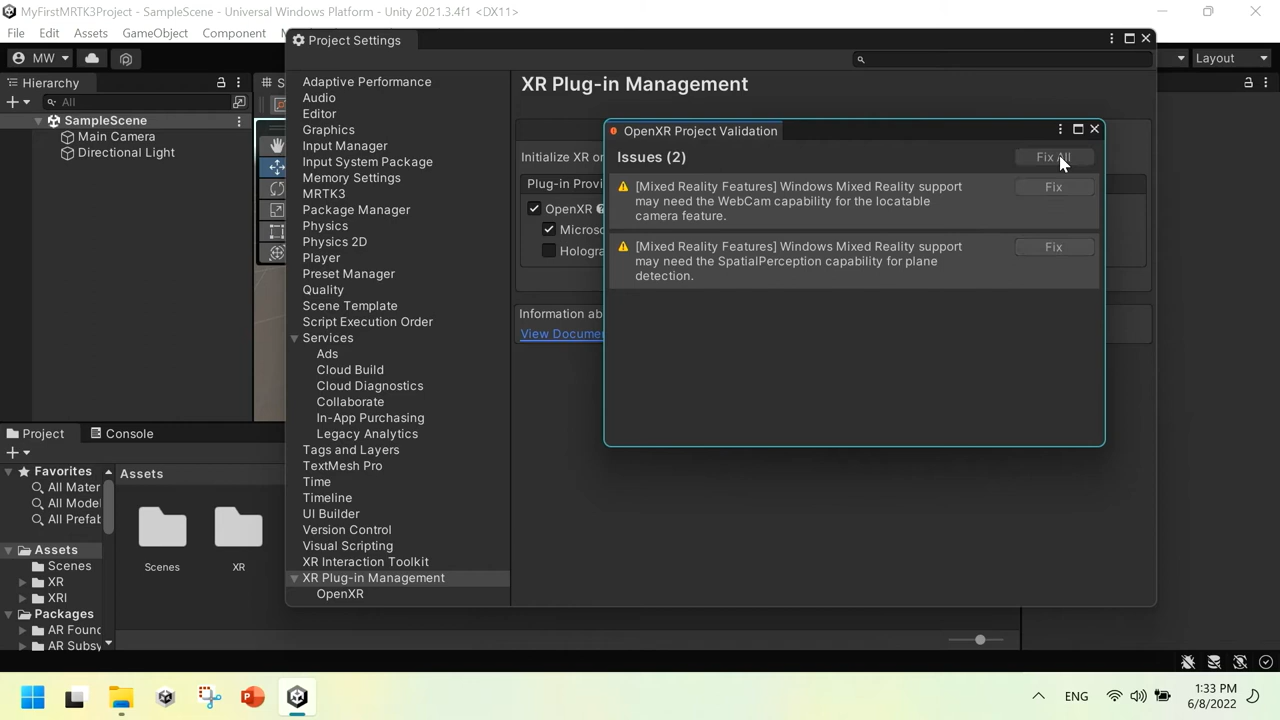 MyFirstMRTK3Project - SampleScene - Universal Windows Platform - Unity 2021.3.4f1 <DX11>
File Edit Assets GameObject Component
Project Settings
MW
Layout
Hierarchy
All
SampleScene
Main Camera
Directional Light
Adaptive Performance
Audio
Editor
Graphics
Input Manager
Input System Package
Memory Settings
MRTK3
Package Manager
Physics
Physics 2D
Player
Preset Manager
Quality
Scene Template
Script Execution Order
Services
Ads
Cloud Build
Cloud Diagnostics
Collaborate
In-App Purchasing
Legacy Analytics
Tags and Layers
TextMesh Pro
Time
Timeline
UI Builder
Version Control
Visual Scripting
XR Interaction Toolkit
XR Plug-in Management
OpenXR
XR Plug-in Management
Initialize XR on
Plug-in Provi
OpenXR
Microso
Hologra
Information ab
View Documen
OpenXR Project Validation
Issues (2)
Fix All
[Mixed Reality Features] Windows Mixed Reality support
may need the WebCam capability for the locatable
camera feature.
Fix
[Mixed Reality Features] Windows Mixed Reality support
may need the SpatialPerception capability for plane
detection.
Fix
Project
Console
Favorites
All Mater
All Model
All Prefab
Assets
Scenes
XR
XRI
Packages
AR Found
AR Subsy
Assets
Scenes
XR
ENG
1:33 PM
6/8/2022